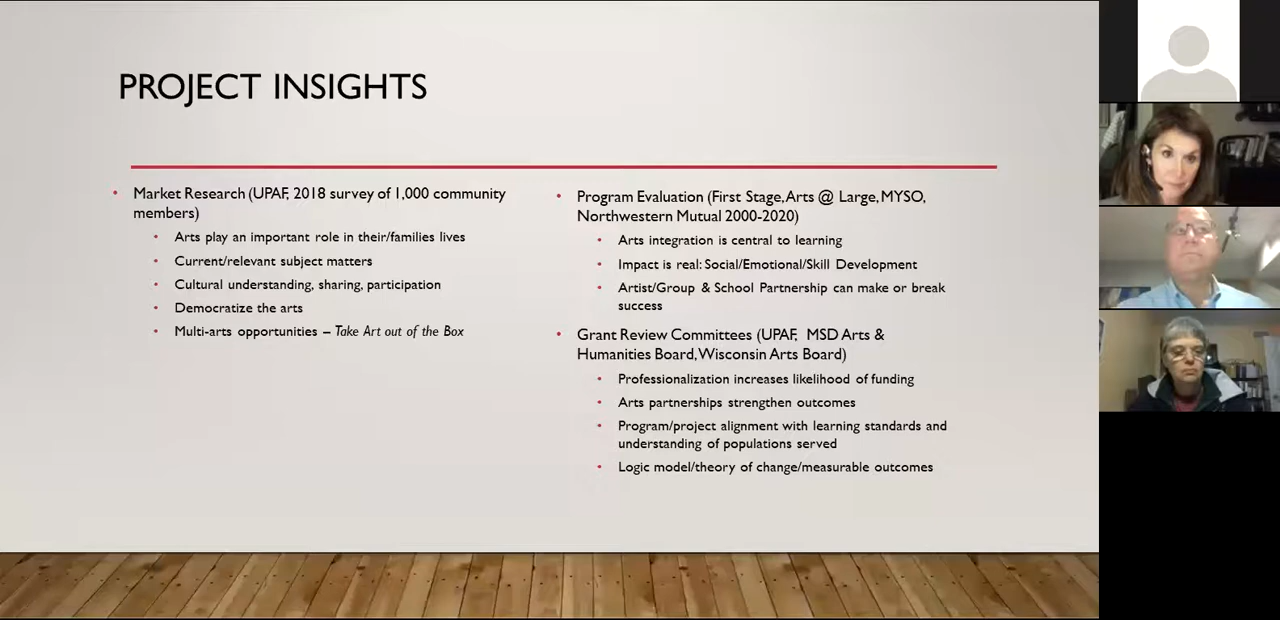 PROJECT INSIGHTS
• Market Research (UPAF, 2018 survey of 1,000 community
members)
• Arts play an important role in their/families lives
• Current/relevant subject matters
• Cultural understanding, sharing, participation
• Democratize the arts
• Multi-arts opportunities – Take Art out of the Box
• Program Evaluation (First Stage, Arts @ Large, MYSO,
Northwestern Mutual 2000-2020)
• Arts integration is central to learning
• Impact is real: Social/Emotional/Skill Development
• Artist/Group & School Partnership can make or break
success
• Grant Review Committees (UPAF, MSD Arts &
Humanities Board, Wisconsin Arts Board)
• Professionalization increases likelihood of funding
• Arts partnerships strengthen outcomes
• Program/project alignment with learning standards and
understanding of populations served
• Logic model/theory of change/measurable outcomes